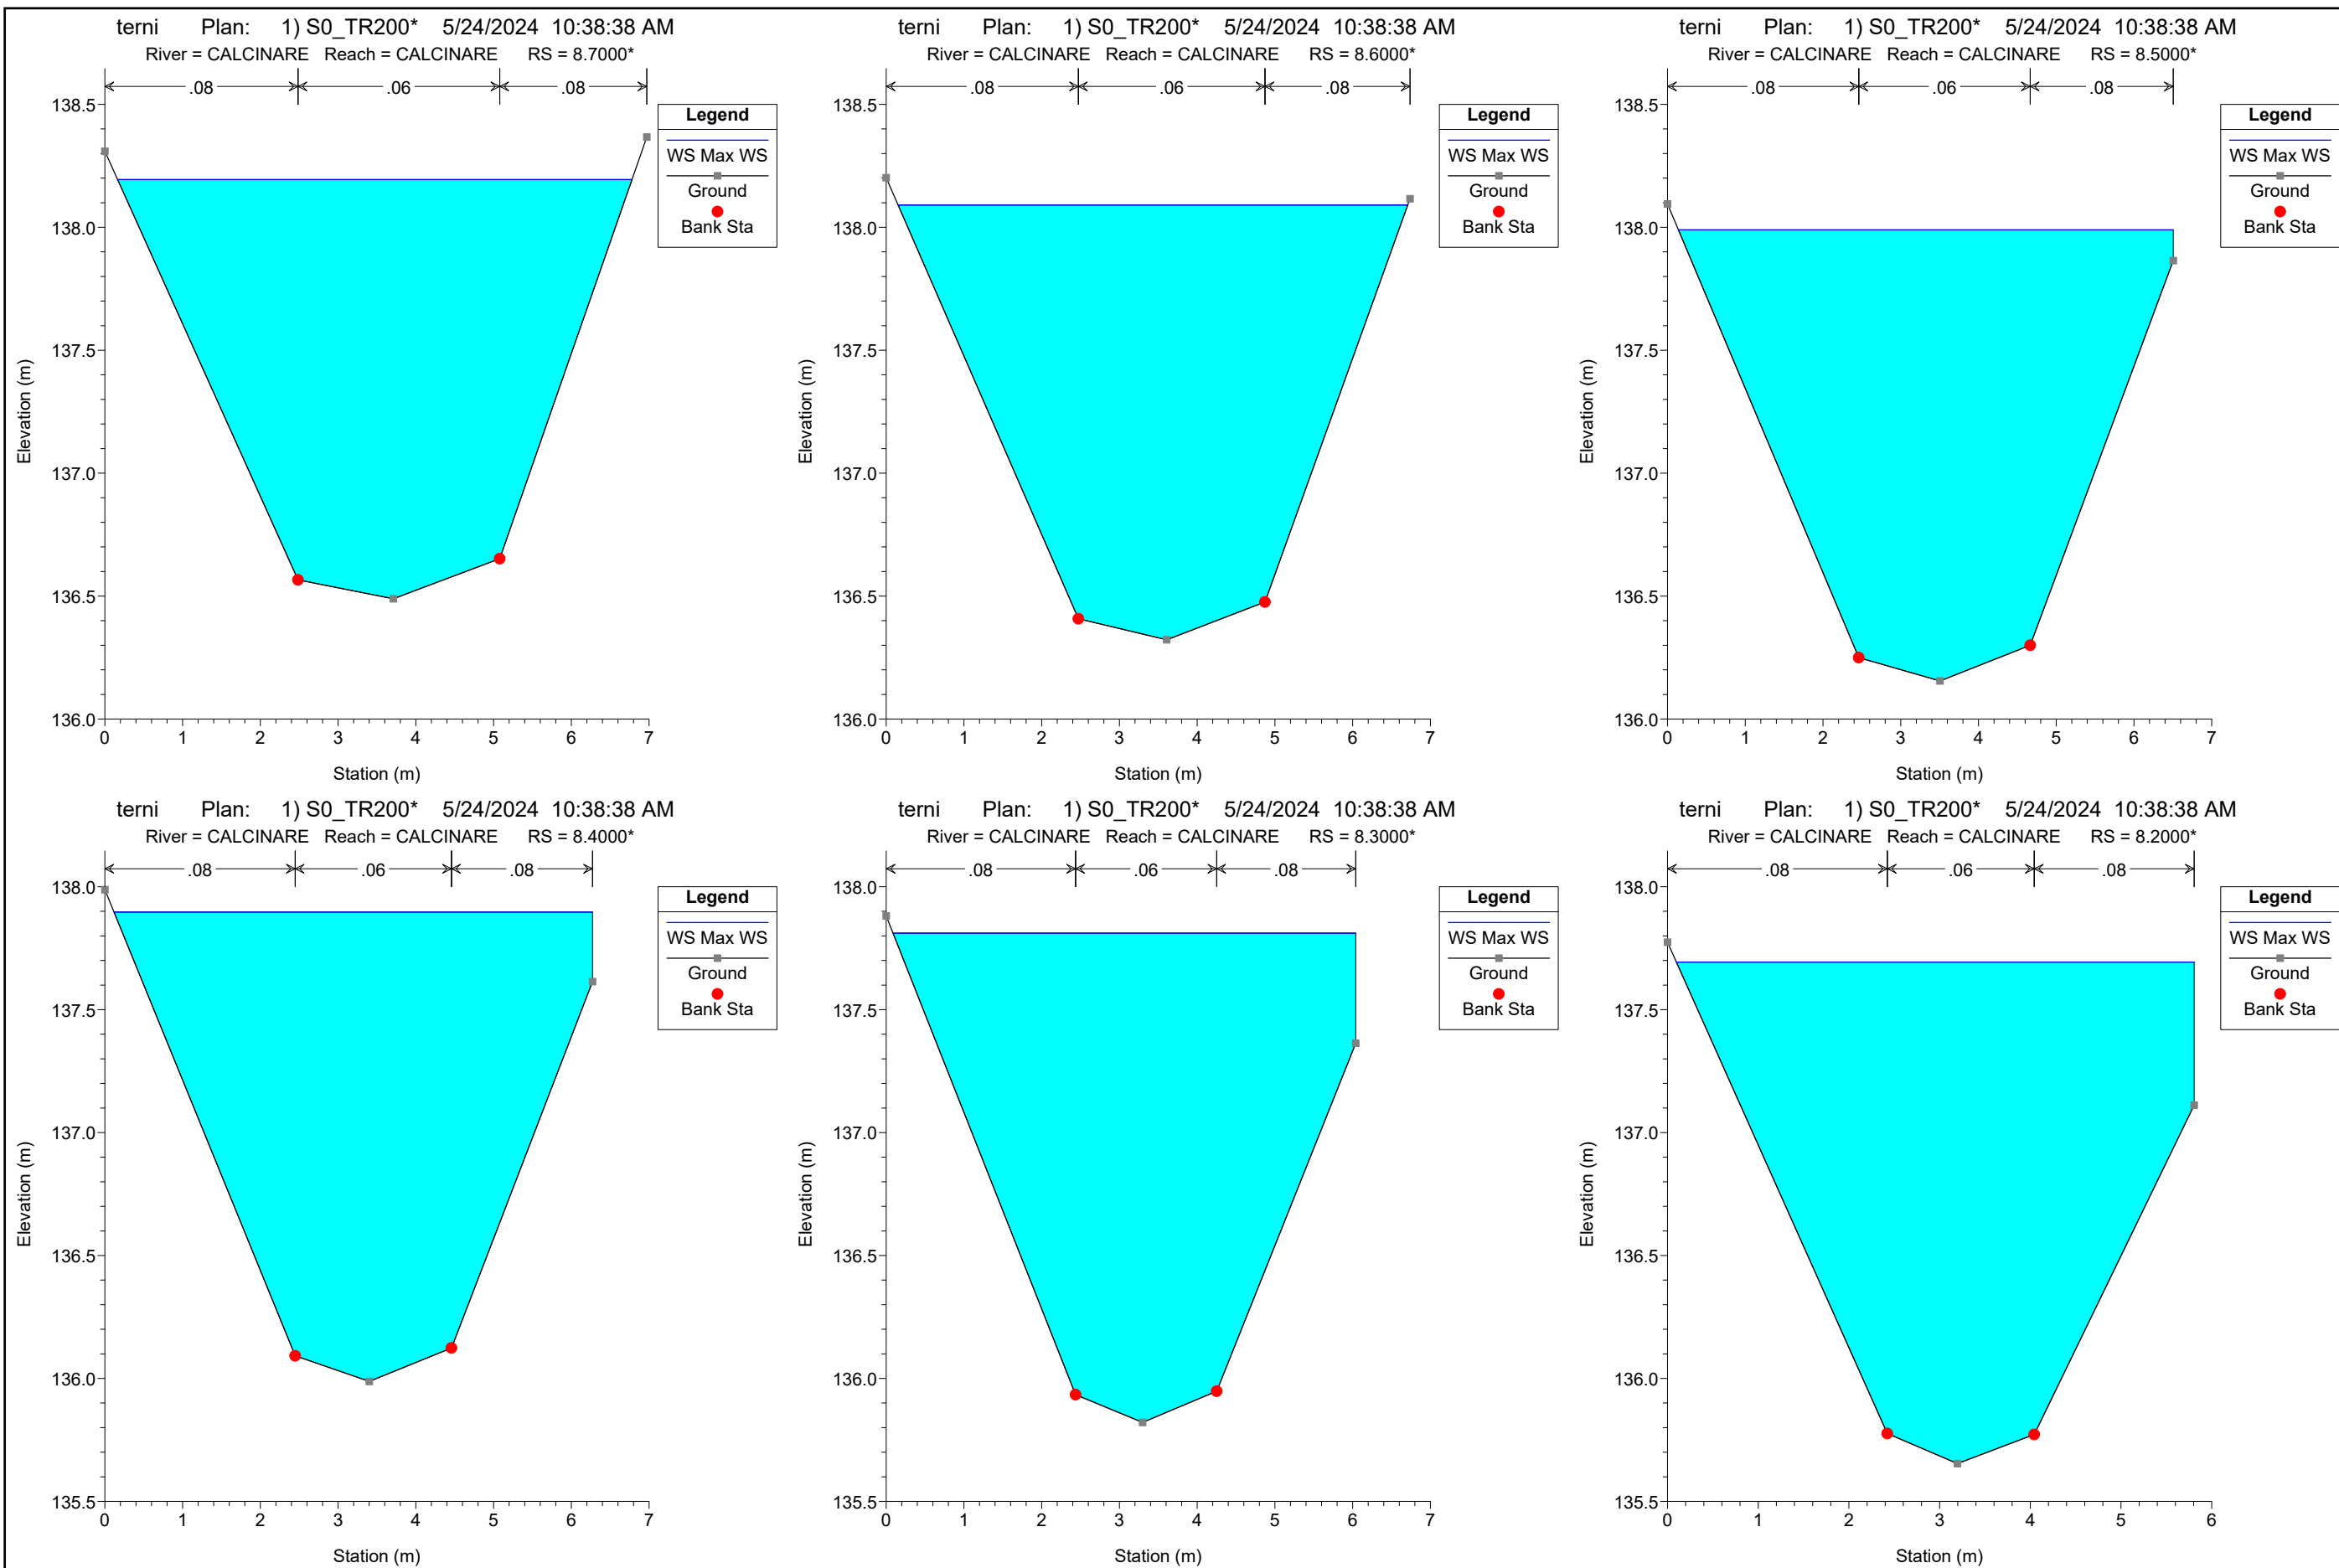 terni Plan: 1) S0_TR200* 5/24/2024 10:38:38 AM
River = CALCINARE Reach = CALCINARE RS = 8.7000*
.08 .06 .08
138.5
138.0
137.5
137.0
136.5
136.0
0 1 2 3 4 5 6 7
Station (m)
Elevation (m)
Legend
WS Max WS
Ground
Bank Sta
terni Plan: 1) S0_TR200* 5/24/2024 10:38:38 AM
River = CALCINARE Reach = CALCINARE RS = 8.6000*
.08 .06 .08
138.5
138.0
137.5
137.0
136.5
136.0
0 1 2 3 4 5 6 7
Station (m)
Elevation (m)
Legend
WS Max WS
Ground
Bank Sta
terni Plan: 1) S0_TR200* 5/24/2024 10:38:38 AM
River = CALCINARE Reach = CALCINARE RS = 8.5000*
.08 .06 .08
138.5
138.0
137.5
137.0
136.5
136.0
0 1 2 3 4 5 6 7
Station (m)
Elevation (m)
Legend
WS Max WS
Ground
Bank Sta
terni Plan: 1) S0_TR200* 5/24/2024 10:38:38 AM
River = CALCINARE Reach = CALCINARE RS = 8.4000*
.08 .06 .08
138.0
137.5
137.0
136.5
136.0
135.5
0 1 2 3 4 5 6 7
Station (m)
Elevation (m)
Legend
WS Max WS
Ground
Bank Sta
terni Plan: 1) S0_TR200* 5/24/2024 10:38:38 AM
River = CALCINARE Reach = CALCINARE RS = 8.3000*
.08 .06 .08
138.0
137.5
137.0
136.5
136.0
135.5
0 1 2 3 4 5 6 7
Station (m)
Elevation (m)
Legend
WS Max WS
Ground
Bank Sta
terni Plan: 1) S0_TR200* 5/24/2024 10:38:38 AM
River = CALCINARE Reach = CALCINARE RS = 8.2000*
.08 .06 .08
138.0
137.5
137.0
136.5
136.0
135.5
0 1 2 3 4 5 6
Station (m)
Elevation (m)
Legend
WS Max WS
Ground
Bank Sta